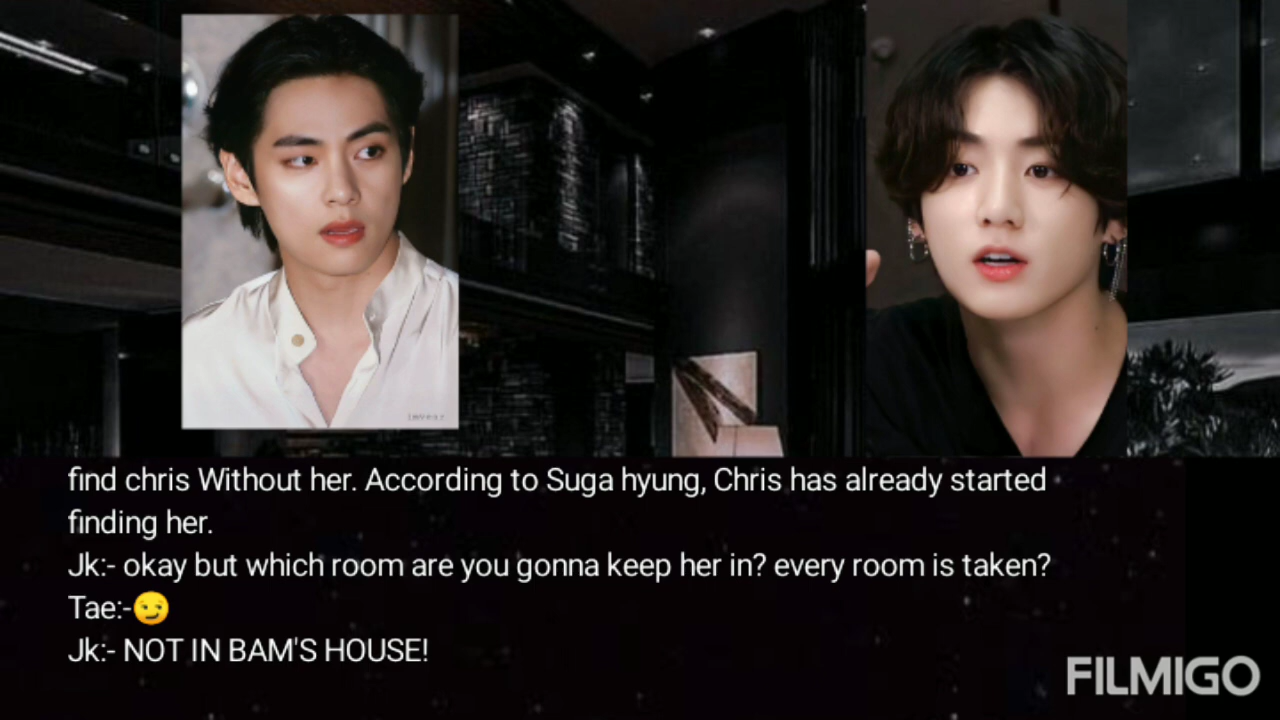 find chris Without her. According to Suga hyung, Chris has already started
finding her.
Jk:- okay but which room are you gonna keep her in? every room is taken?
Tae:-😏
Jk:- NOT IN BAM'S HOUSE!
FILMIGO